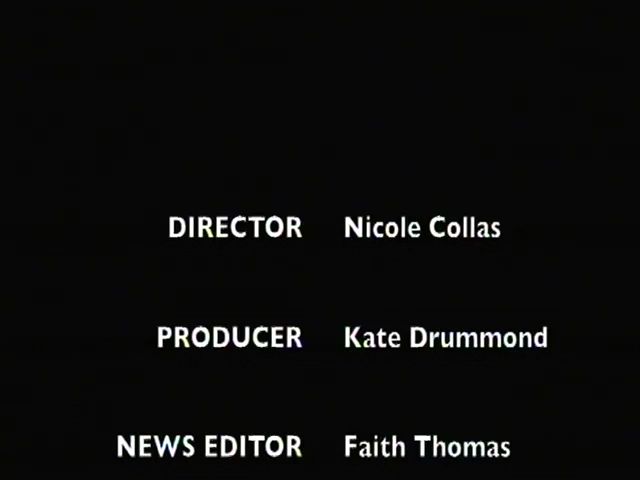 DIRECTOR Nicole Collas
PRODUCER Kate Drummond
NEWS EDITOR Faith Thomas